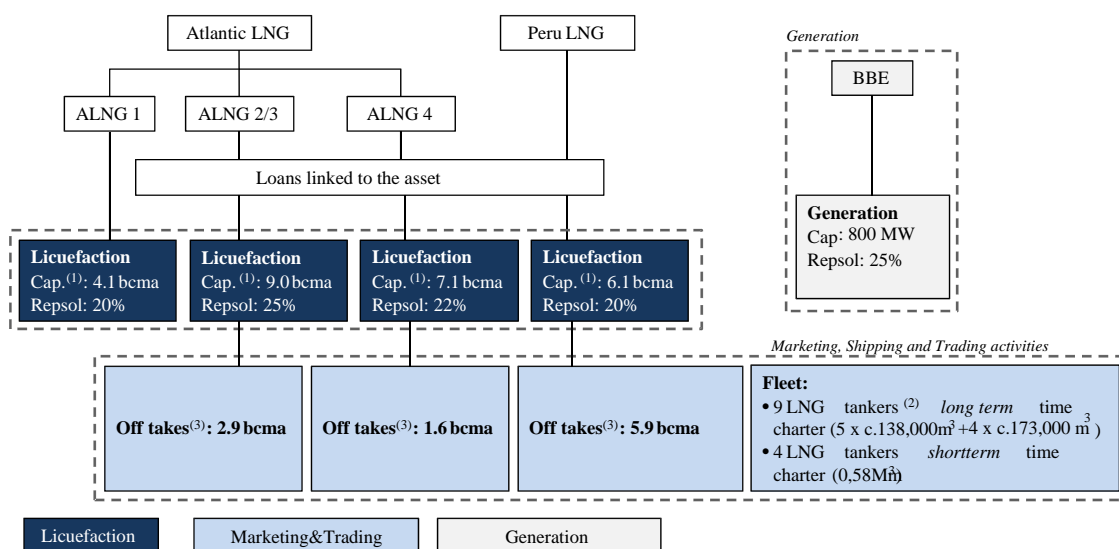 Atlantic LNG
Peru LNG
Generation
BBE
ALNG 1
ALNG 2/3
ALNG 4
Loans linked to the asset
Generation
Cap: 800 MW
Repsol: 25%
Licuefaction
Cap. (1): 4.1 bcma
Repsol: 20%
Licuefaction
Cap. (1): 9.0 bcma
Repsol: 25%
Licuefaction
Cap. (1): 7.1 bcma
Repsol: 22%
Licuefaction
Cap. (1): 6.1 bcma
Repsol: 20%
Marketing, Shipping and Trading activities
Off takes(3): 2.9 bcma
Off takes(3): 1.6 bcma
Off takes(3): 5.9 bcma
Fleet:
• 9 LNG tankers (2) long term time
charter (5 x c.138,000m3 +4 x c.173,000 m3)
• 4 LNG tankers shortterm time
charter (0,58Mm3)
Licuefaction
Marketing&Trading
Generation